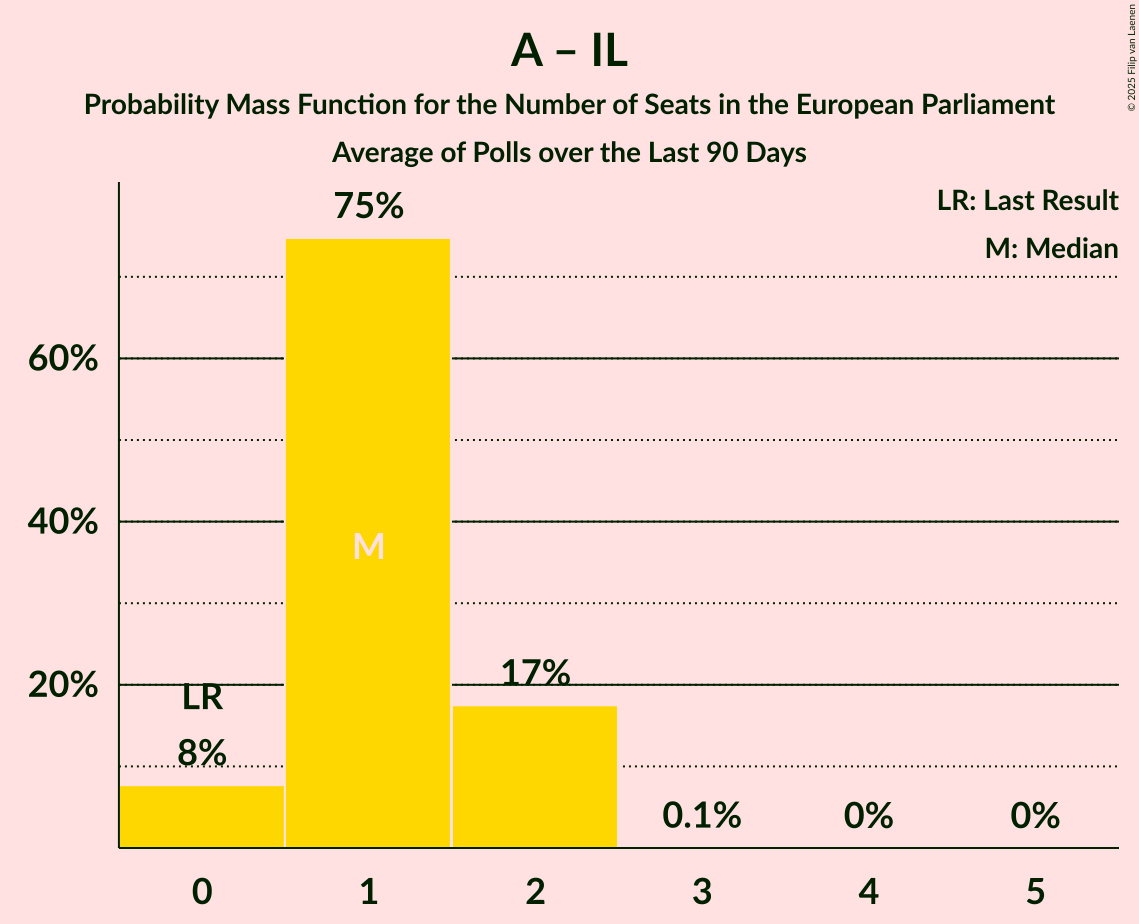 A – IL
Probability Mass Function for the Number of Seats in the European Parliament
Average of Polls over the Last 90 Days
© 2025 Filip van Laenen
LR: Last Result
M: Median
75%
60%
40%
M
20%
LR
17%
8%
0.1%
0%
0%
0 1 2 3 4 5